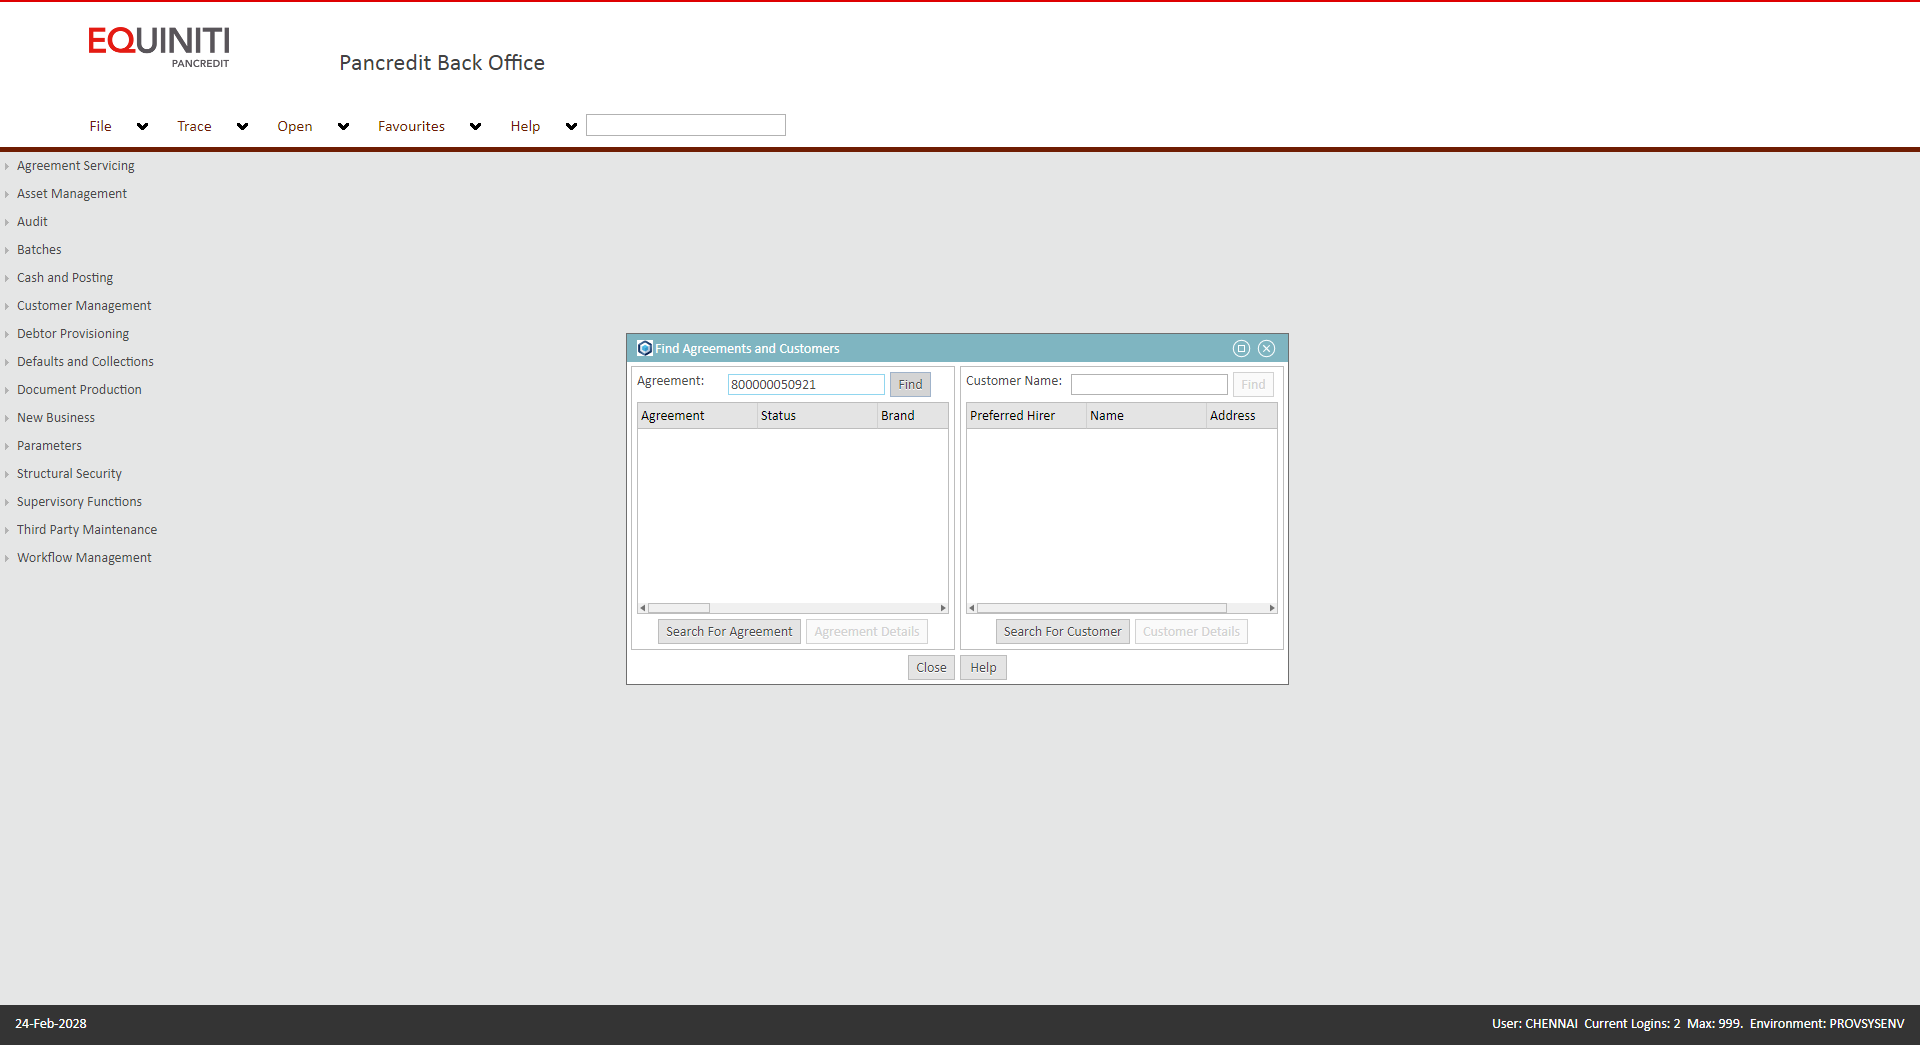 EQUINITI
PANCREDIT
Pancredit Back Office
File Trace Open Favourites Help
Agreement Servicing
Asset Management
Audit
Batches
Cash and Posting
Customer Management
Debtor Provisioning
Defaults and Collections
Document Production
New Business
Parameters
Structural Security
Supervisory Functions
Third Party Maintenance
Workflow Management
Find Agreements and Customers
Agreement: 800000050921 Find
Agreement Status Brand
Search For Agreement Agreement Details
Customer Name: Find
Preferred Hirer Name Address
Search For Customer Customer Details
Close Help
24-Feb-2028
User: CHENNAI Current Logins: 2 Max: 999. Environment: PROVSYSENV